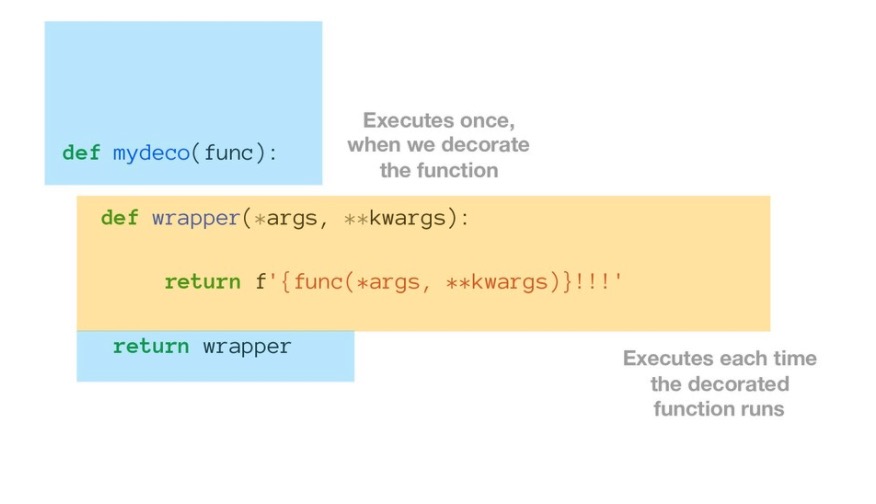 Executes once,
when we decorate
the function
def mydeco(func):
def wrapper(*args, **kwargs):
return f'{func(*args, **kwargs)}!!!'
return wrapper
Executes each time
the decorated
function runs